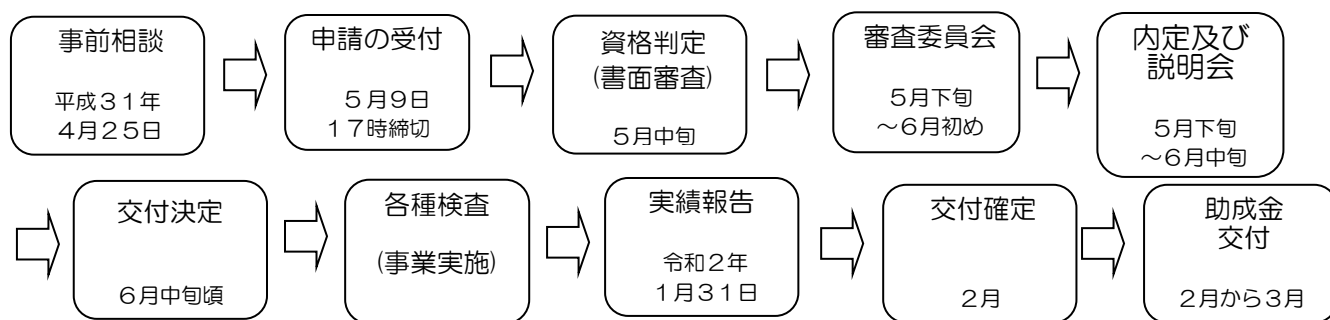 事前相談
平成３１年
４月２５日
申請の受付
５月９日
１７時締切
資格判定
(書面審査)
５月中旬
審査委員会
５月下旬
～６月初め
内定及び
説明会
５月下旬
～６月中旬
交付決定
６月中旬頃
各種検査
(事業実施)
実績報告
令和２年
１月３１日
交付確定
２月
助成金
交付
２月から３月